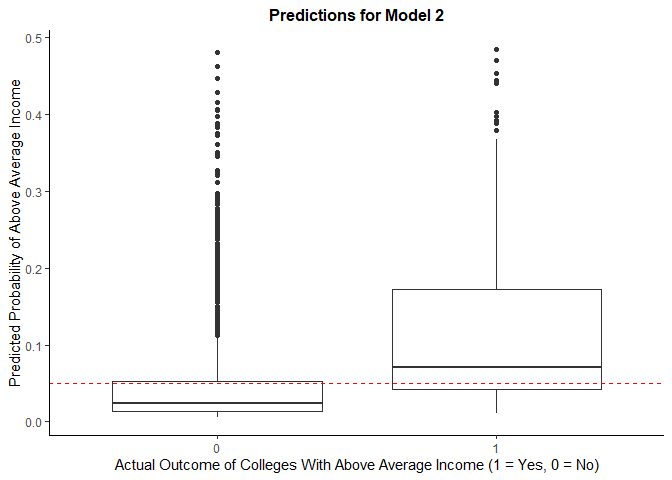 Predictions for Model 2
Predicted Probability of Above Average Income
0.5
0.4
0.3
0.2
0.1
0.0
0
1
Actual Outcome of Colleges With Above Average Income (1 = Yes, 0 = No)